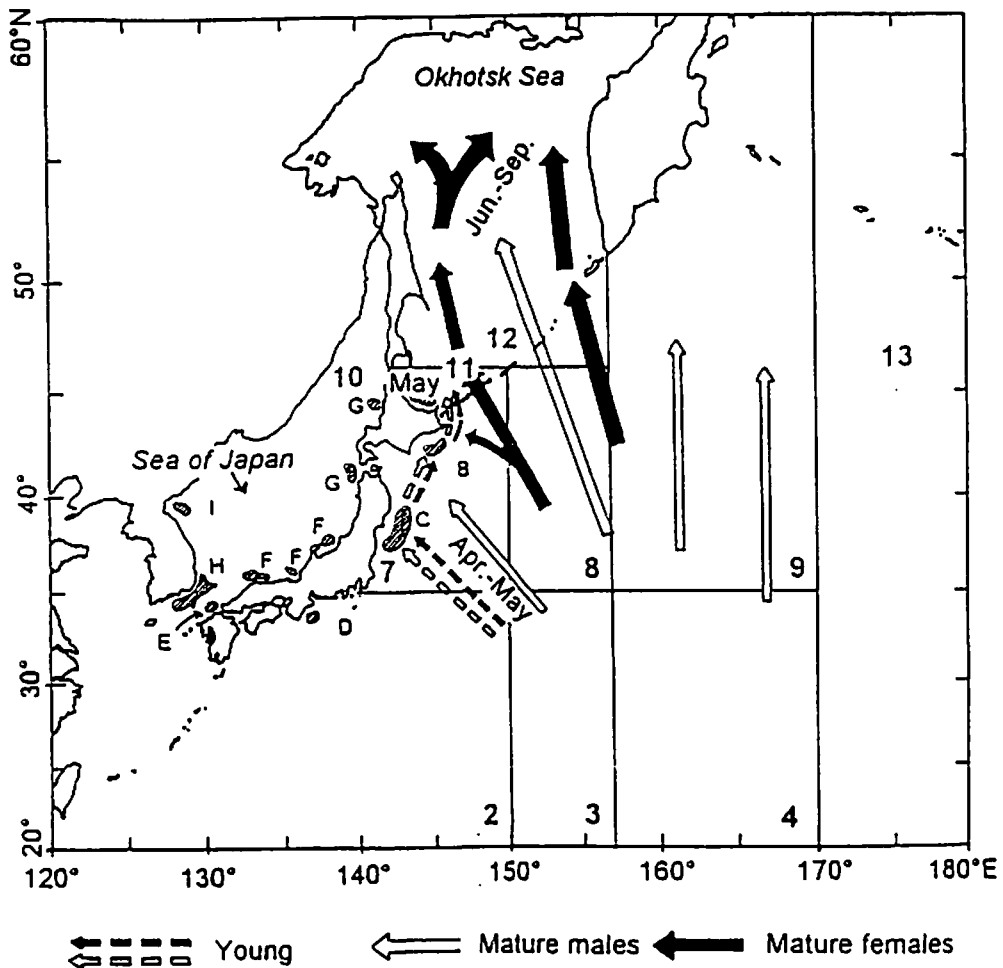 60°N
Okhotsk Sea
Jun.-Sep.
50°
12
13
10
May
11
G
Sea of Japan
8
G
40°
I
C
F
H
F
F
7
Apr.-May
8
9
D
E
30°
2
3
4
20°
120°
130°
140°
150°
160°
170°
180°E
Young
Mature males
Mature females